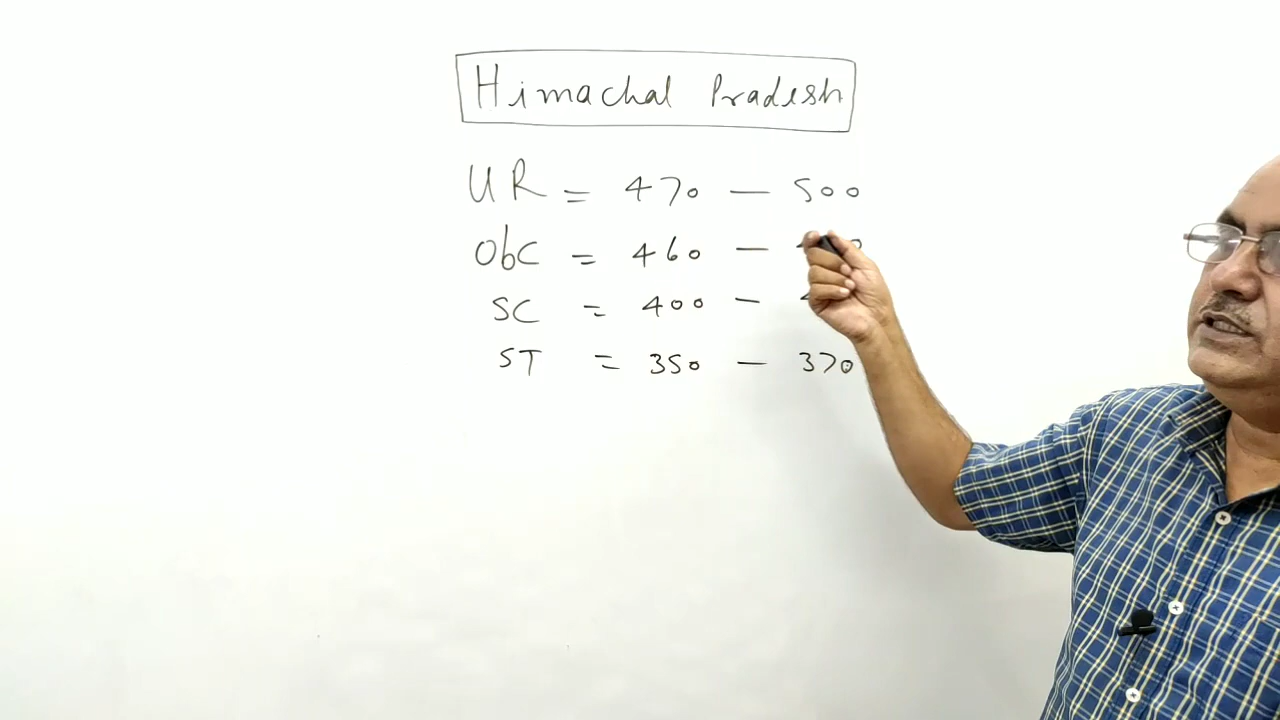 Himachal Pradesh
UR = 470 — 500
ObC = 460 —
SC = 400 —
ST = 350 — 370